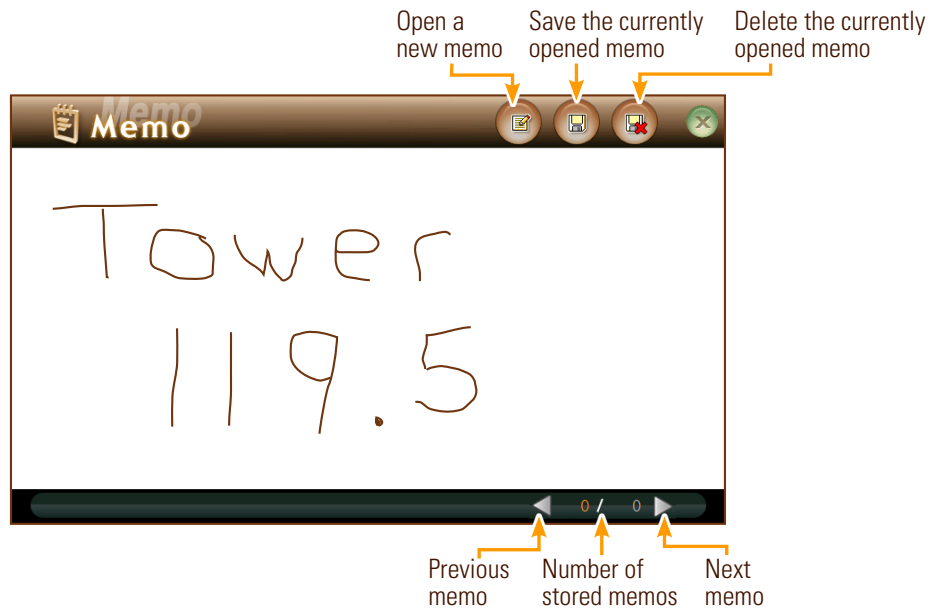 Open a
new memo
Save the currently
opened memo
Delete the currently
opened memo
Memo
Memo
Tower
119.5
0 / 0
Previous
memo
Number of
stored memos
Next
memo